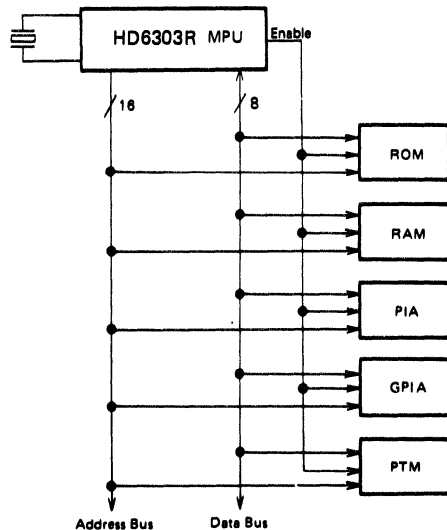 HD6303R MPU
Enable
16
8
ROM
RAM
PIA
GPIA
PTM
Address Bus
Data Bus